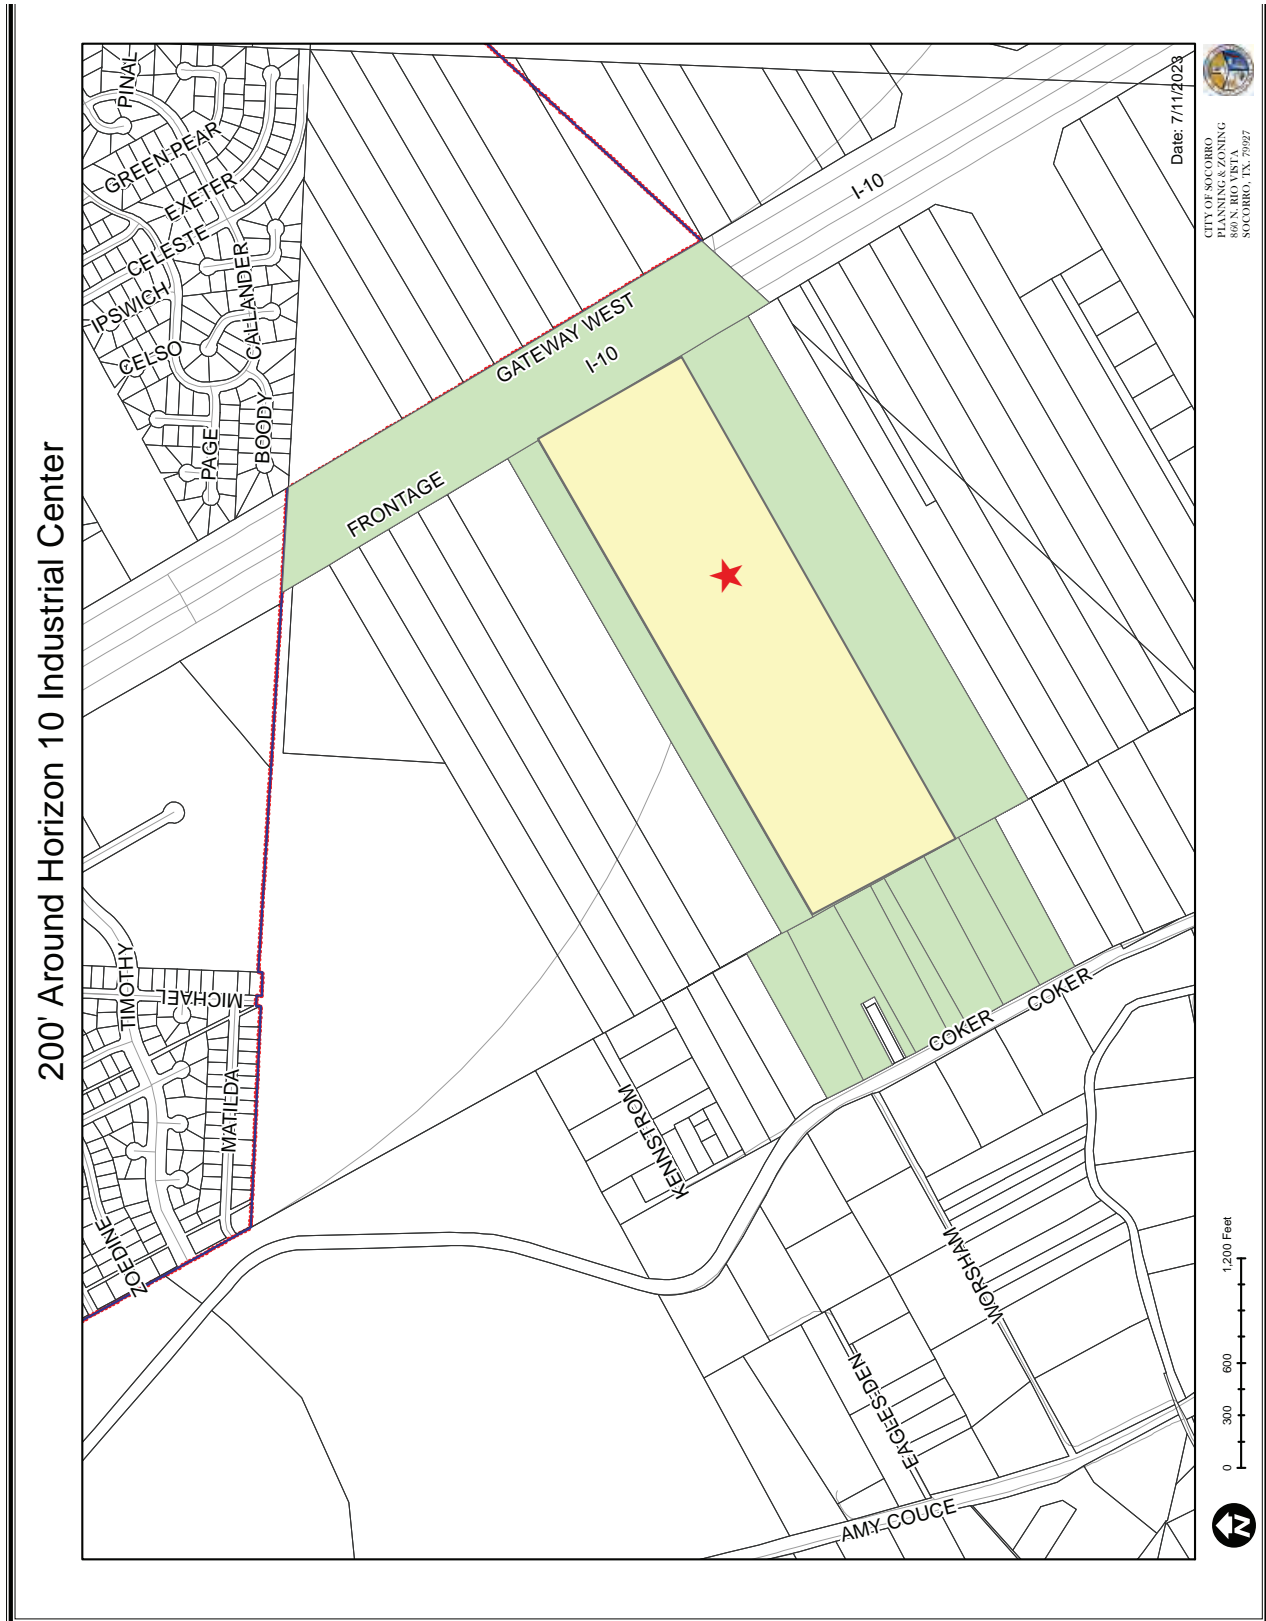 200' Around Horizon 10 Industrial Center
PINAL
GREEN PEAR
EXETER
CELESTE
IPSWICH
CALLANDER
CELSO
PAGE
BOODY
GATEWAY WEST
I-10
I-10
FRONTAGE
TIMOTHY
MICHAEL
MATILDA
ZOEDINE
KENNSTROM
COKER
COKER
WORSHAM
EAGLES DEN
AMY COUCE
Date: 7/11/2023
CITY OF SOCORRO
PLANNING & ZONING
860 N. RIO VISTA
SOCORRO, TX. 79927
0 300 600 1,200 Feet
N